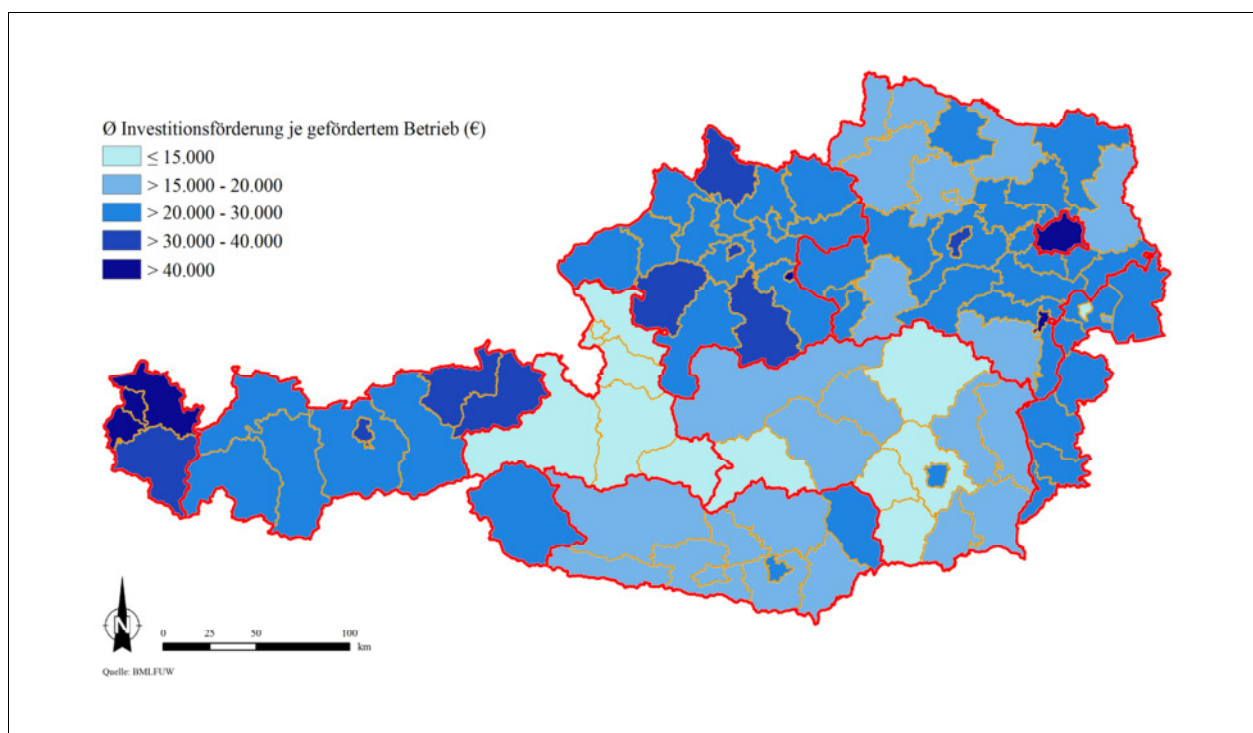 Ø Investitionsförderung je gefördertem Betrieb (€)
≤ 15.000
> 15.000 - 20.000
> 20.000 - 30.000
> 30.000 - 40.000
> 40.000
N
0 25 50 100
km
Quelle: BMLFUW